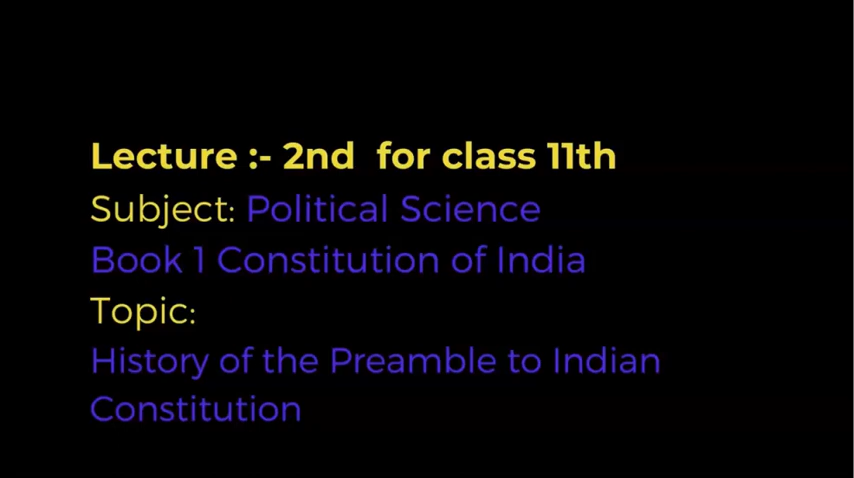 Lecture :- 2nd for class 11th
Subject: Political Science
Book 1 Constitution of India
Topic:
History of the Preamble to Indian
Constitution